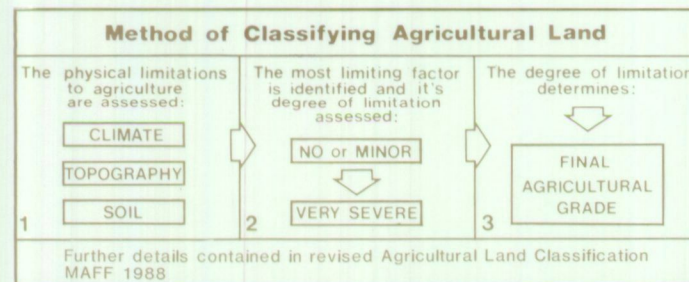 Method of Classifying Agricultural Land
The physical limitations
to agriculture
are assessed:
CLIMATE
TOPOGRAPHY
SOIL
1
The most limiting factor
is identified and it's
degree of limitation
assessed:
NO or MINOR
VERY SEVERE
2
The degree of limitation
determines:
FINAL
AGRICULTURAL
GRADE
3
Further details contained in revised Agricultural Land Classification
MAFF 1988